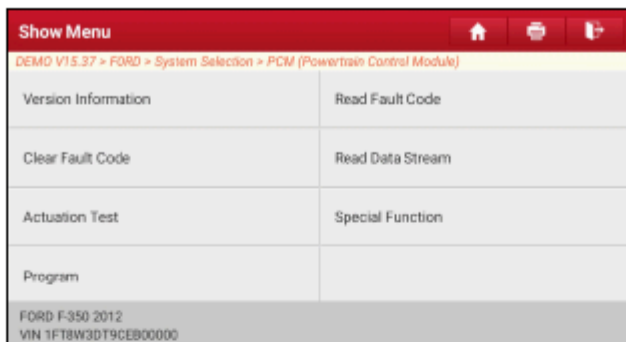 Show Menu
DEMO V15.37 > FORD > System Selection > PCM (Powertrain Control Module)
Version Information
Read Fault Code
Clear Fault Code
Read Data Stream
Actuation Test
Special Function
Program
FORD F-350 2012
VIN 1FT8W3DT9CEB00000